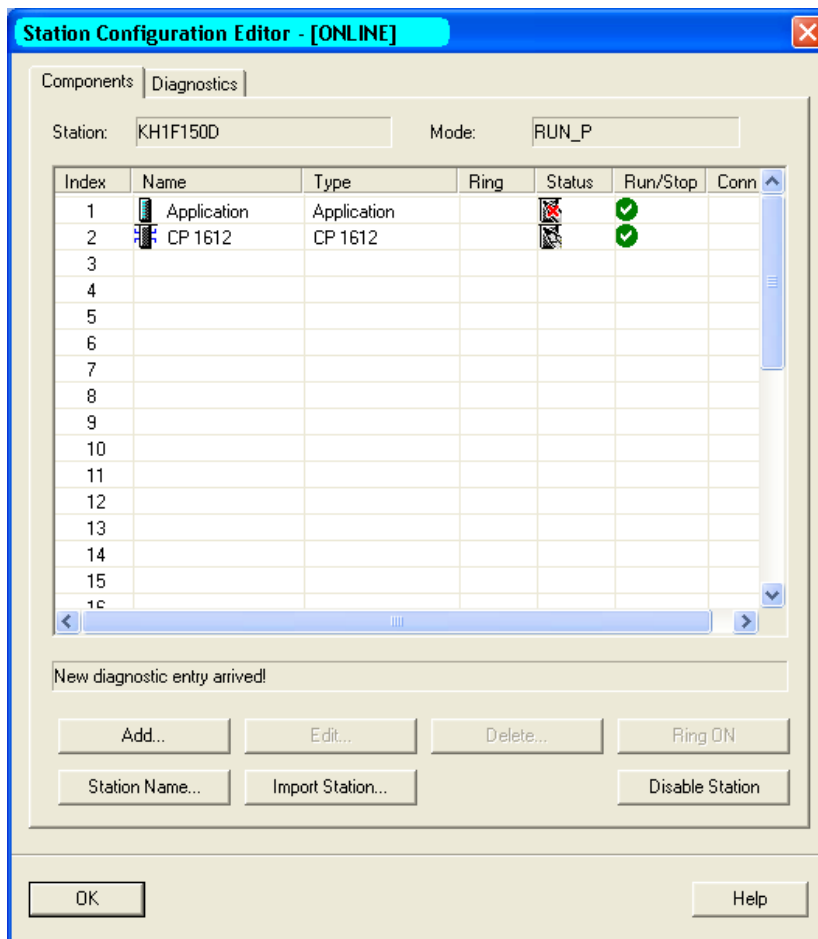 Station Configuration Editor - [ONLINE]
Components Diagnostics
Station: KH1F150D Mode: RUN_P
Index Name Type Ring Status Run/Stop Conn
1 Application Application
2 CP 1612 CP 1612
3
4
5
6
7
8
9
10
11
12
13
14
15
16
New diagnostic entry arrived!
Add... Edit... Delete... Ring ON
Station Name... Import Station... Disable Station
OK Help